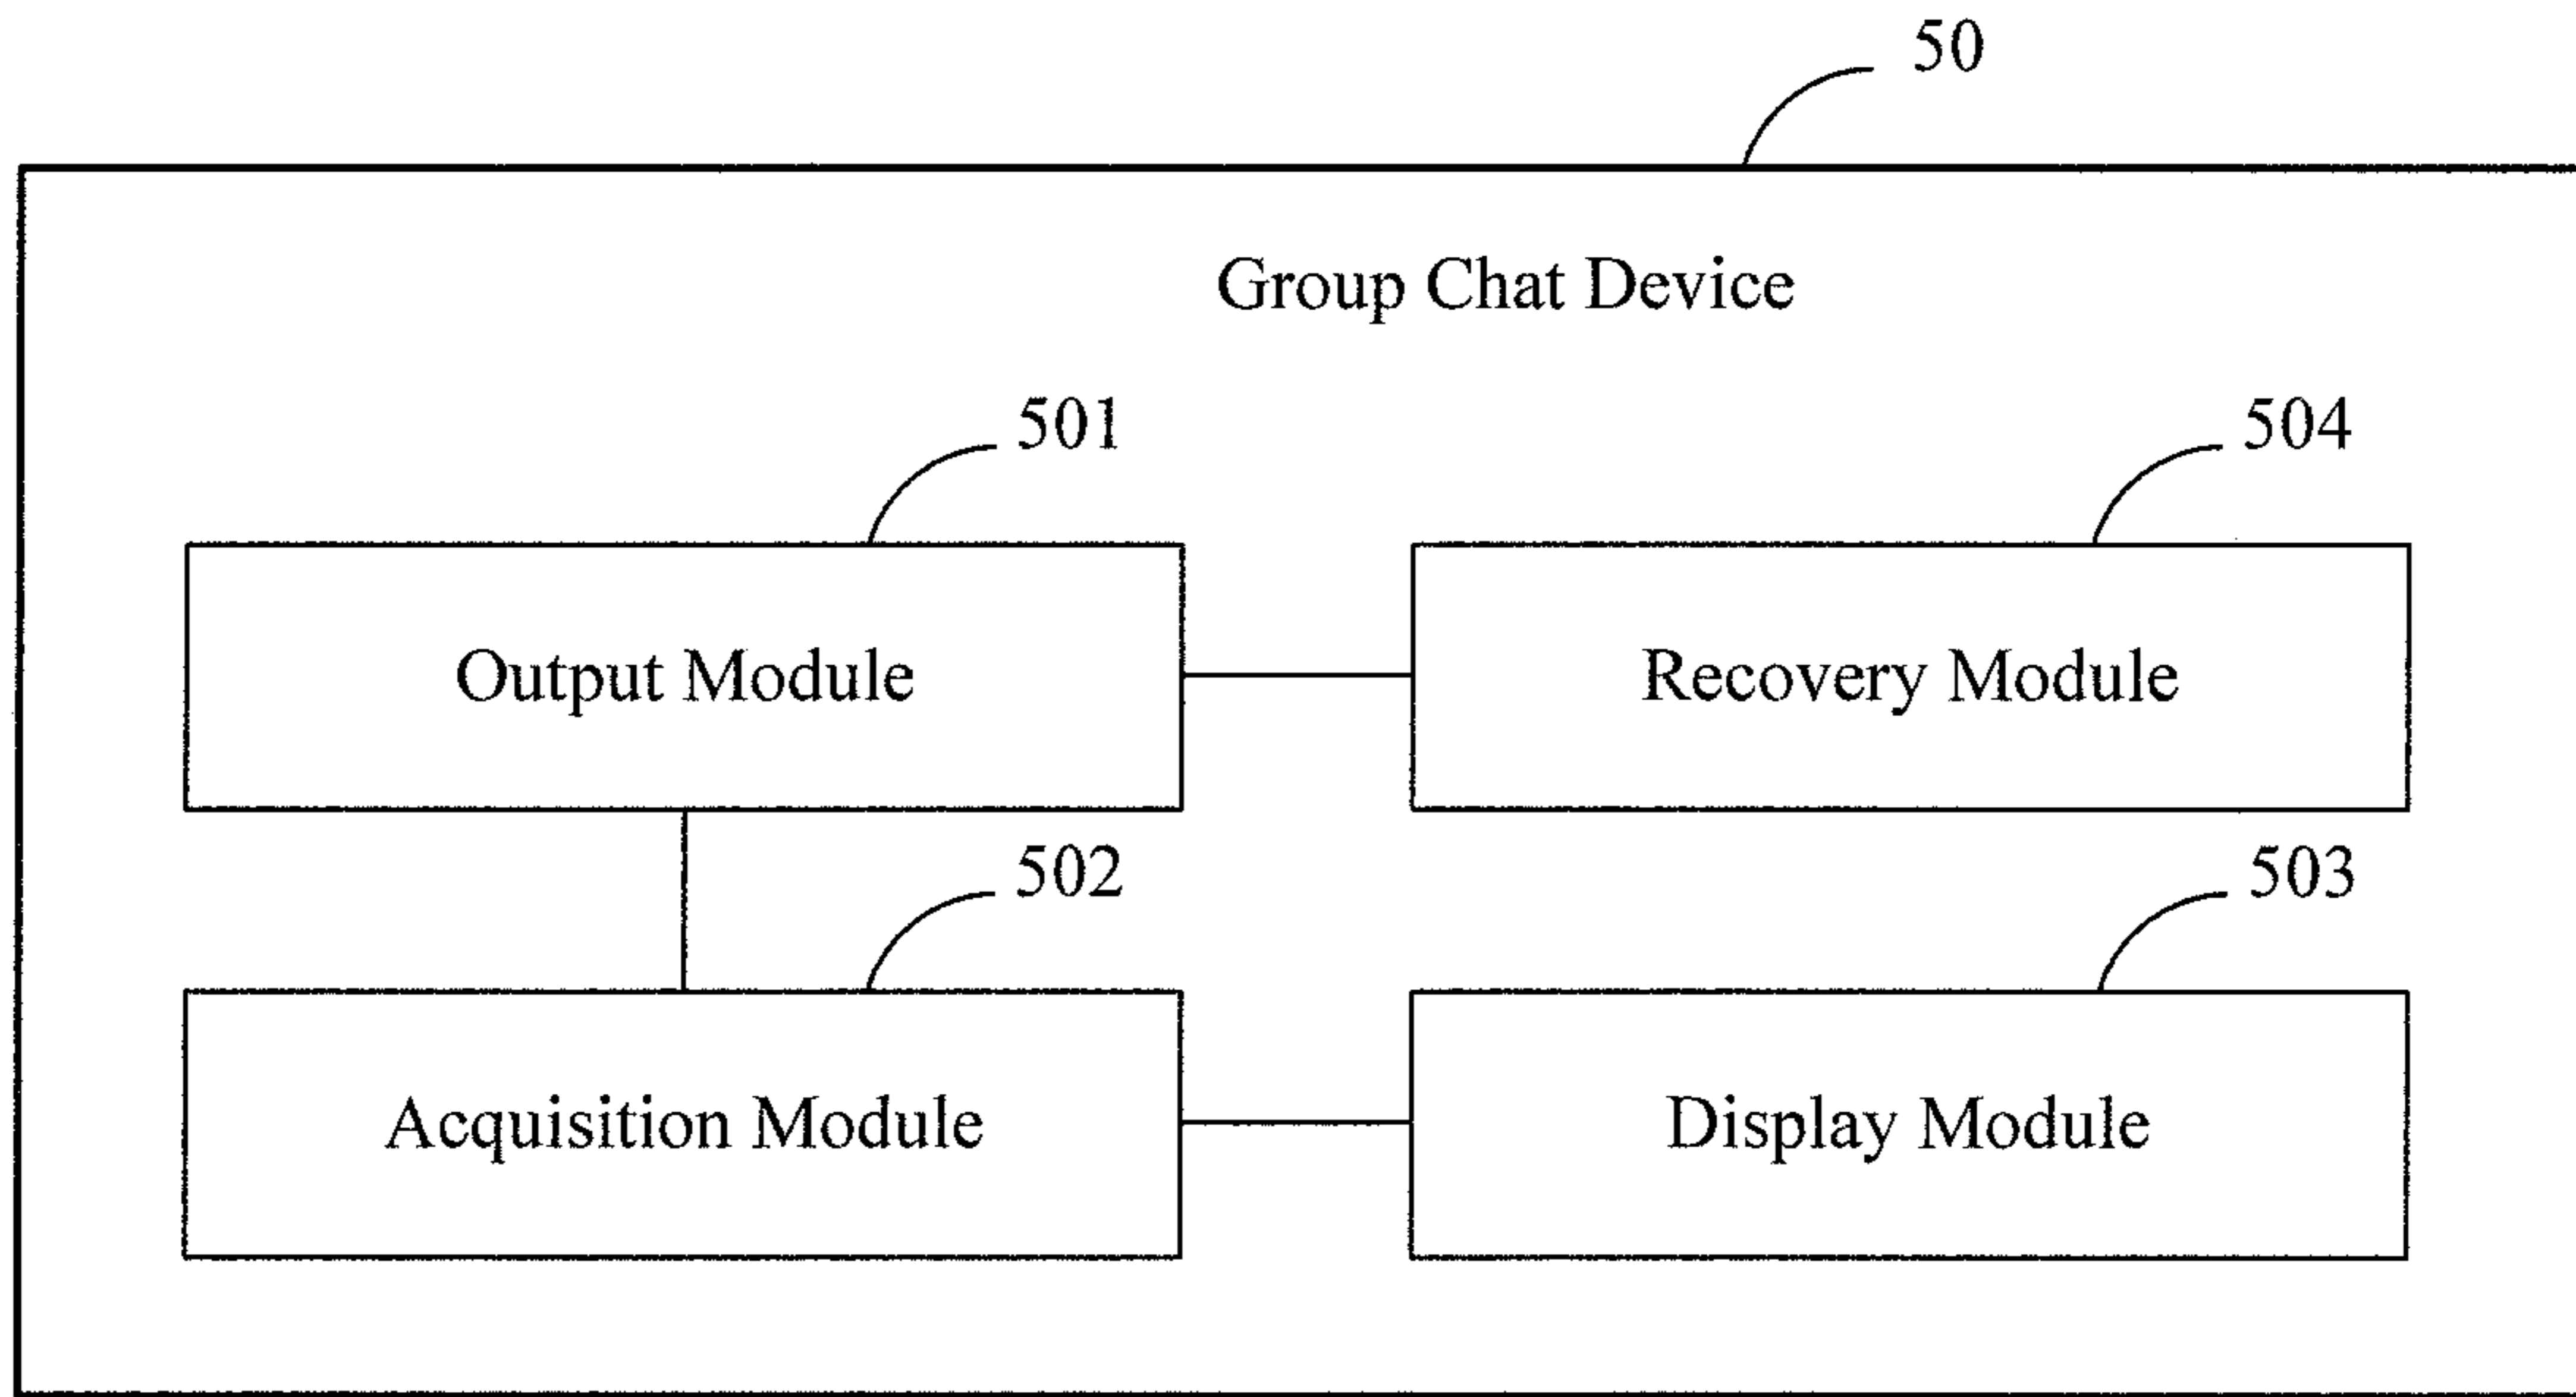 50
Group Chat Device
501
504
Output Module
Recovery Module
502
503
Acquisition Module
Display Module